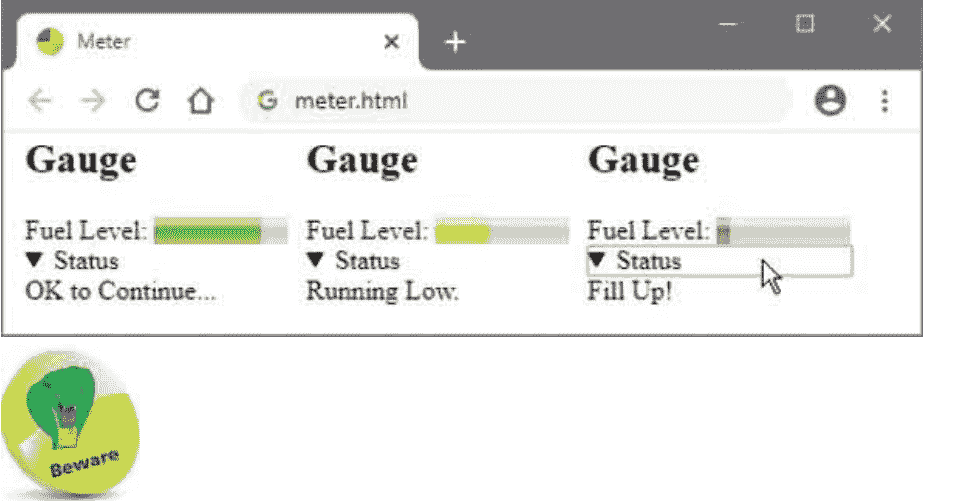 Meter
meter.html
Gauge Gauge Gauge
Fuel Level: Fuel Level: Fuel Level:
▼ Status ▼ Status ▼ Status
OK to Continue... Running Low. Fill Up!
Beware